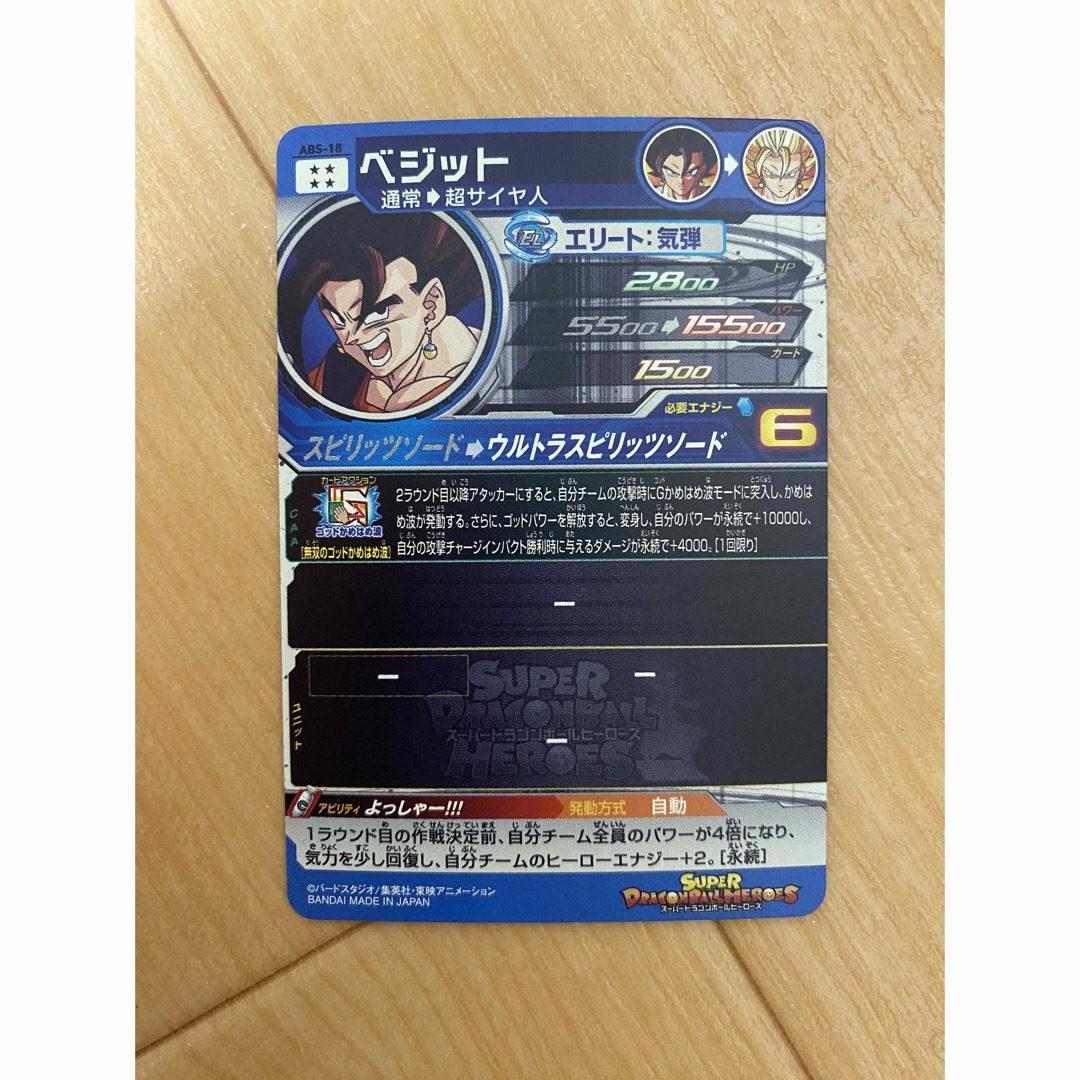 ABS-18
ベジット
通常➡超サイヤ人
EL エリート:気弾
HP
2800
パワー
5500➡15500
カード
1500
必要エナジー 6
スピリッツソード➡ウルトラスピリッツソード
CAA
カードアクション
ゴッドかめはめ波
[無双のゴッドかめはめ波]
2ラウンド目以降アタッカーにすると、自分チームの攻撃時にGかめはめ波モードに突入し、かめは
め波が発動する。さらに、ゴッドパワーを解放すると、変身し、自分のパワーが永続で+10000し、
自分の攻撃チャージインパクト勝利時に与えるダメージが永続で+4000。[1回限り]
ー
ユニット
ー ー
ー
SUPER
DRAGONBALL
スーパードラゴンボールヒーローズ
HEROES
アビリティ よっしゃー!!! 発動方式 自動
1ラウンド目の作戦決定前、自分チーム全員のパワーが4倍になり、
気力を少し回復し、自分チームのヒーローエナジー+2。[永続]
©バードスタジオ/集英社・東映アニメーション
BANDAI MADE IN JAPAN
SUPER
DRAGONBALL HEROES
スーパードラゴンボールヒーローズ